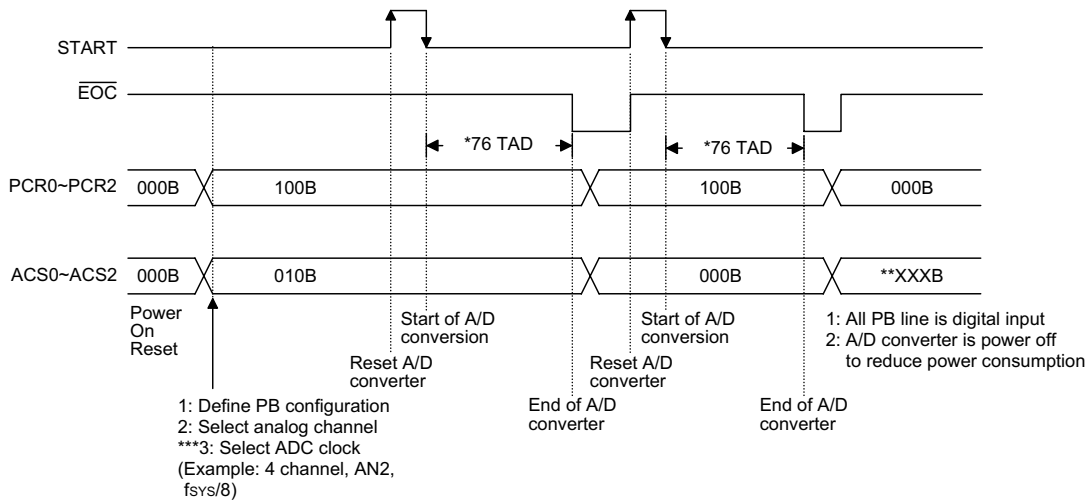 START
EOC
*76 TAD
*76 TAD
PCR0~PCR2
000B
100B
100B
000B
ACS0~ACS2
000B
010B
000B
**XXXB
Power
On
Reset
Start of A/D
conversion
Start of A/D
conversion
1: All PB line is digital input
2: A/D converter is power off
to reduce power consumption
Reset A/D
converter
Reset A/D
converter
1: Define PB configuration
2: Select analog channel
***3: Select ADC clock
(Example: 4 channel, AN2,
fSYS/8)
End of A/D
converter
End of A/D
converter